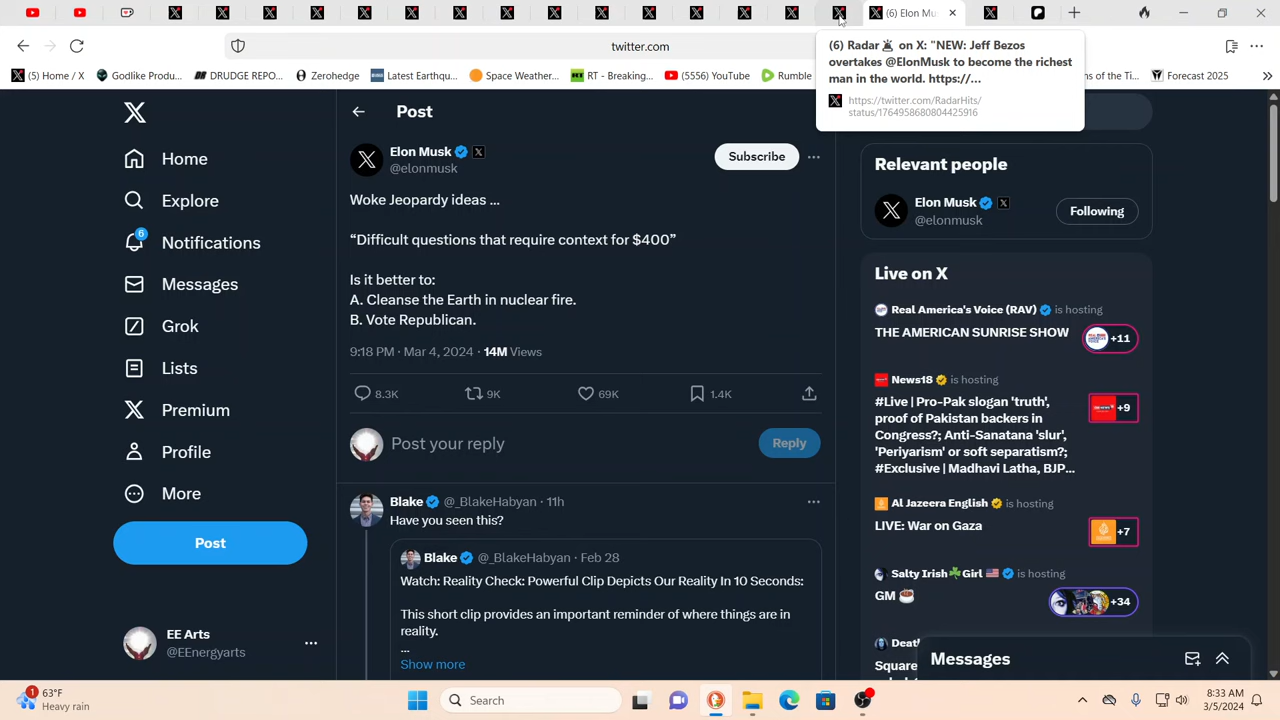 (6) Elon Mu
twitter.com
(5) Home / X
Godlike Produ...
DRUDGE REPO...
Zerohedge
Latest Earthqu...
Space Weather...
RT - Breaking...
(5556) YouTube
Rumble
ns of the Ti...
Forecast 2025
(6) Radar on X: "NEW: Jeff Bezos
overtakes @ElonMusk to become the richest
man in the world. https://...
https://twitter.com/RadarHits/
status/1764958680804425916
Home
Explore
6
Notifications
Messages
Grok
Lists
Premium
Profile
More
Post
EE Arts
@EEnergyarts
Post
Elon Musk
@elonmusk
Subscribe
Woke Jeopardy ideas ...
“Difficult questions that require context for $400”
Is it better to:
A. Cleanse the Earth in nuclear fire.
B. Vote Republican.
9:18 PM · Mar 4, 2024 · 14M Views
8.3K
9K
69K
1.4K
Post your reply
Reply
Blake @_BlakeHabyan · 11h
Have you seen this?
Blake @_BlakeHabyan · Feb 28
Watch: Reality Check: Powerful Clip Depicts Our Reality In 10 Seconds:
This short clip provides an important reminder of where things are in
reality.
...
Show more
Relevant people
Elon Musk
@elonmusk
Following
Live on X
Real America's Voice (RAV) is hosting
THE AMERICAN SUNRISE SHOW
+11
News18 is hosting
#Live | Pro-Pak slogan 'truth',
proof of Pakistan backers in
Congress?; Anti-Sanatana 'slur',
'Periyarism' or soft separatism?;
#Exclusive | Madhavi Latha, BJP...
+9
Al Jazeera English is hosting
LIVE: War on Gaza
+7
Salty Irish Girl is hosting
GM
+34
Deat
Square
Messages
1
63°F
Heavy rain
Search
8:33 AM
3/5/2024